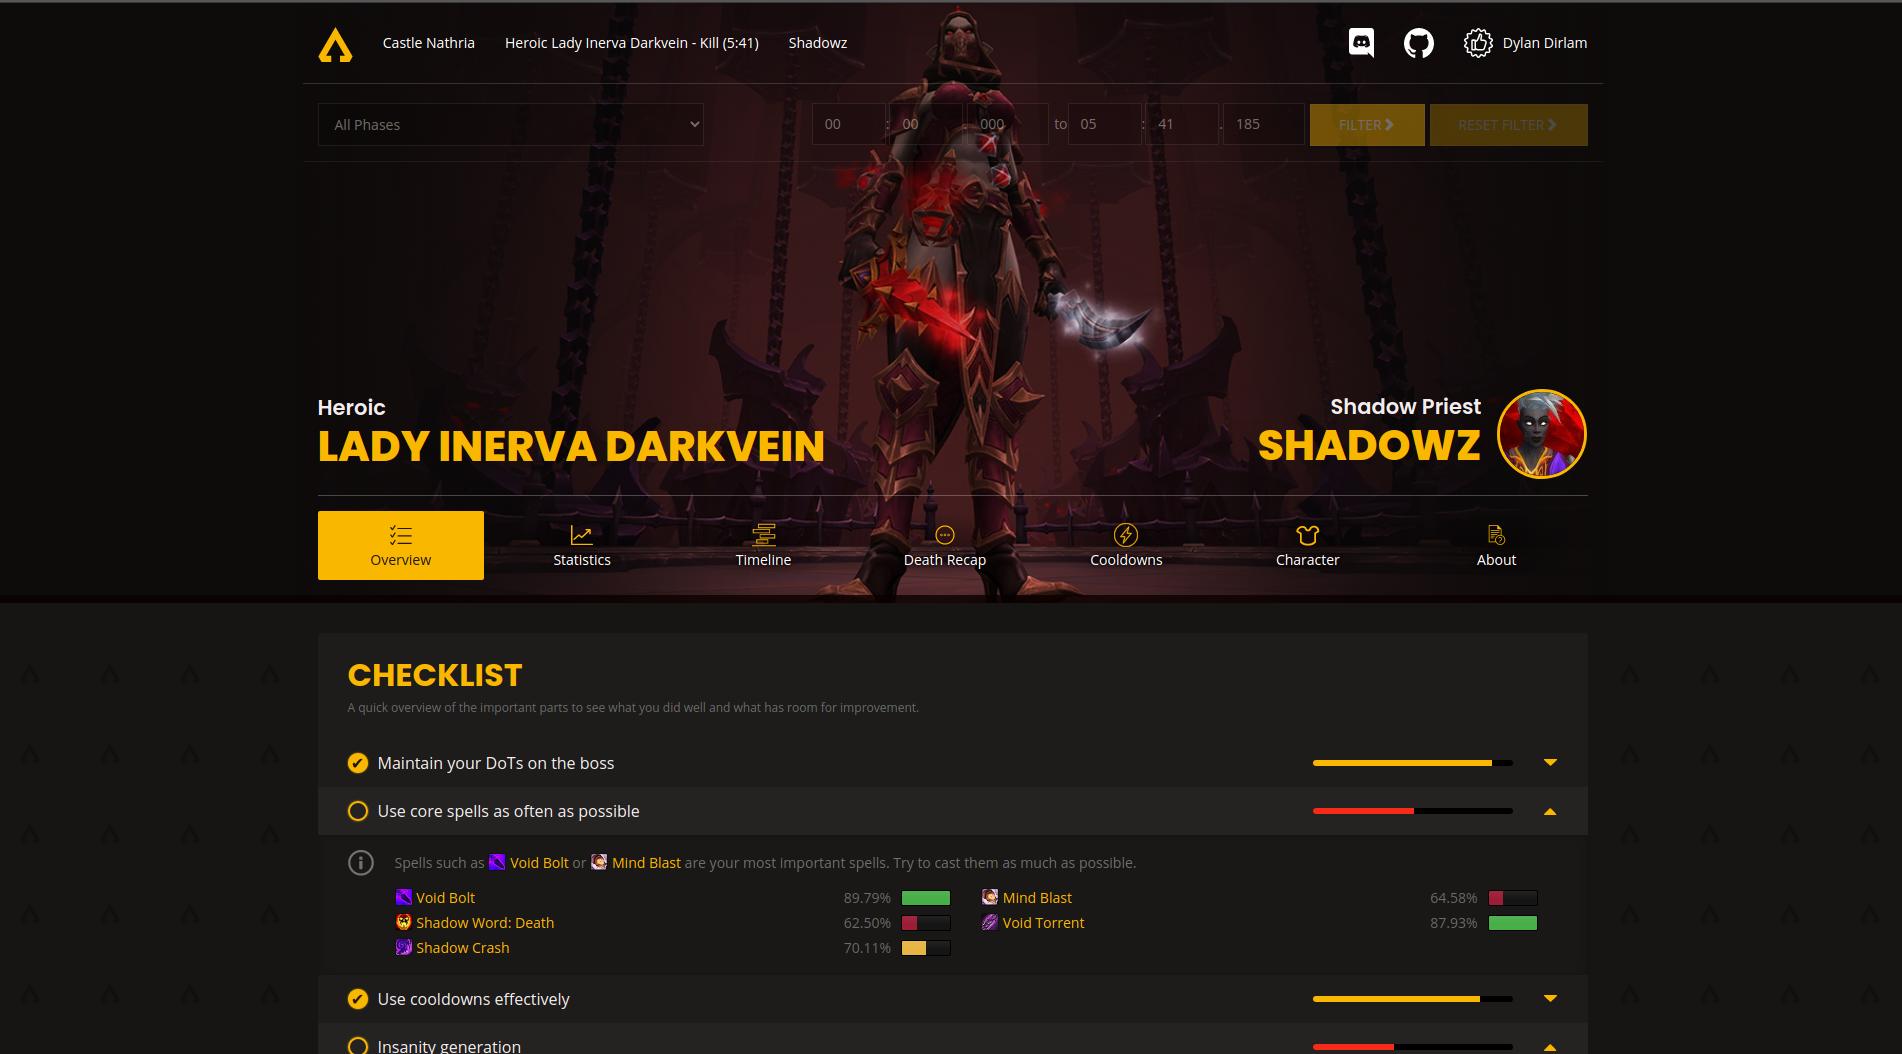 Castle Nathria Heroic Lady Inerva Darkvein - Kill (5:41) Shadowz Dylan Dirlam
All Phases 00 : 00 . 000 to 05 : 41 . 185 FILTER RESET FILTER
Heroic
LADY INERVA DARKVEIN
Shadow Priest
SHADOWZ
Overview Statistics Timeline Death Recap Cooldowns Character About
CHECKLIST
A quick overview of the important parts to see what you did well and what has room for improvement.
Maintain your DoTs on the boss
Use core spells as often as possible
Spells such as Void Bolt or Mind Blast are your most important spells. Try to cast them as much as possible.
Void Bolt 89.79% Mind Blast 64.58%
Shadow Word: Death 62.50% Void Torrent 87.93%
Shadow Crash 70.11%
Use cooldowns effectively
Insanity generation